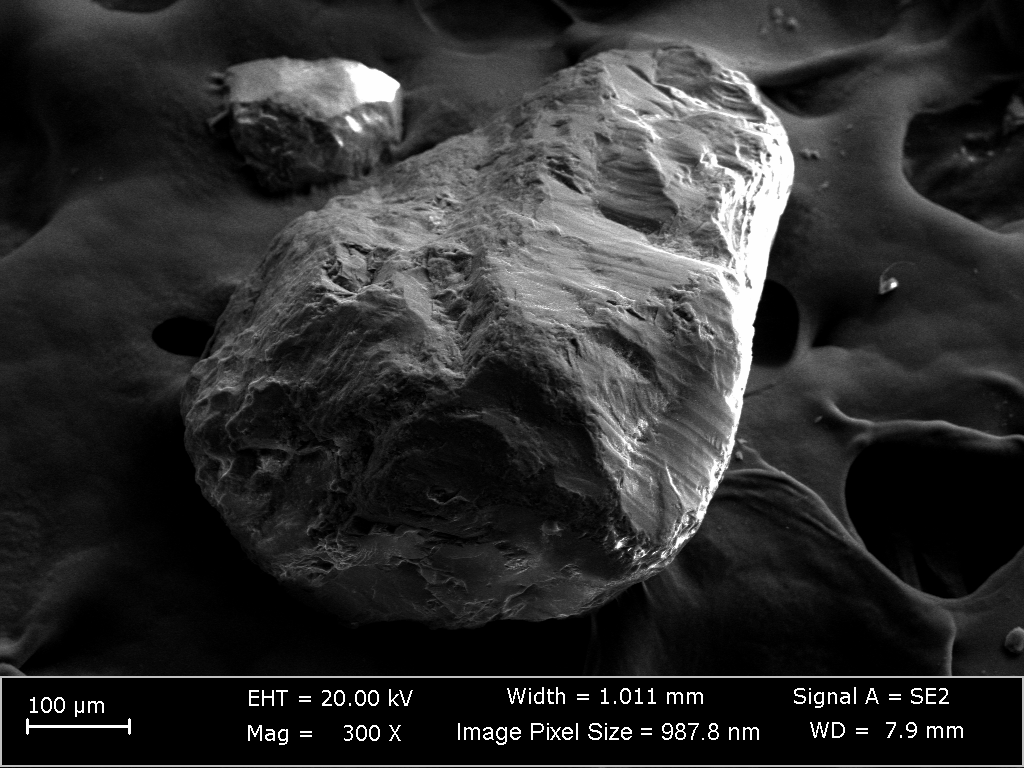 100 µm
EHT = 20.00 kV Width = 1.011 mm Signal A = SE2
Mag = 300 X Image Pixel Size = 987.8 nm WD = 7.9 mm